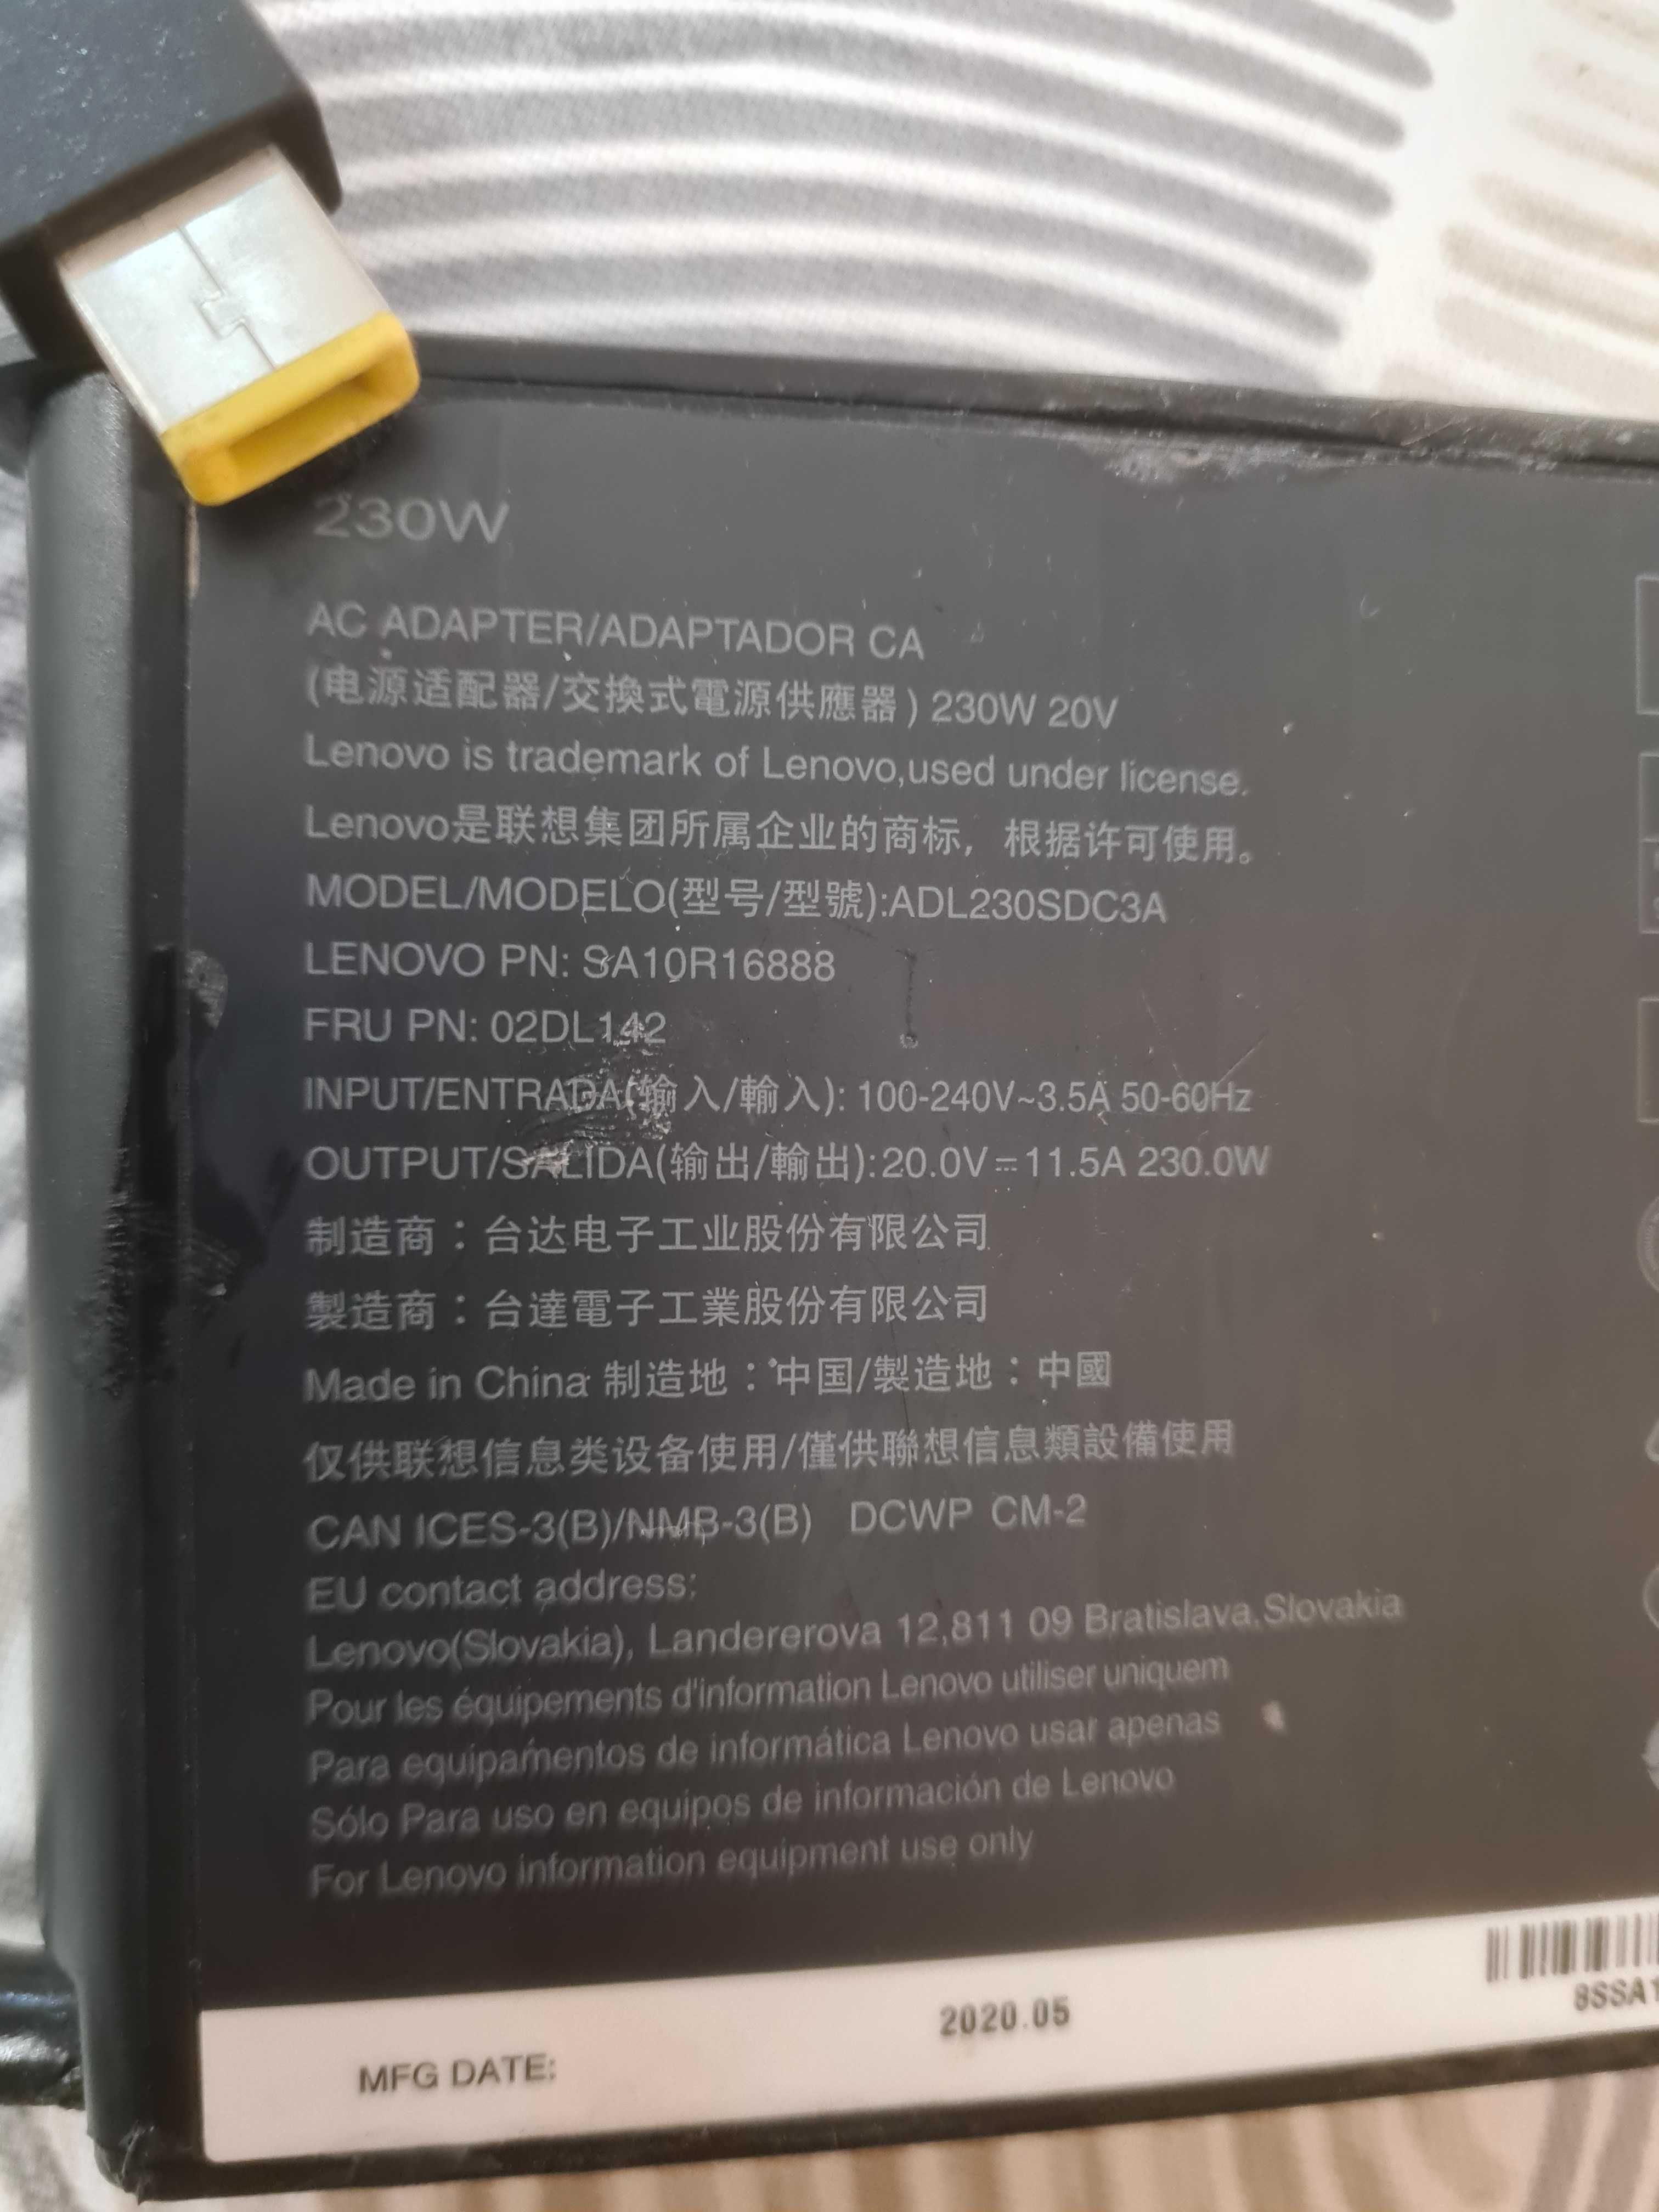 230W
AC ADAPTER/ADAPTADOR CA
(电源适配器/交換式電源供應器) 230W 20V
Lenovo is trademark of Lenovo,used under license.
Lenovo是联想集团所属企业的商标，根据许可使用。
MODEL/MODELO(型号/型號):ADL230SDC3A
LENOVO PN: SA10R16888
FRU PN: 02DL142
INPUT/ENTRADA(输入/輸入): 100-240V~3.5A 50-60Hz
OUTPUT/SALIDA(输出/輸出):20.0V⎓11.5A 230.0W
制造商：台达电子工业股份有限公司
製造商：台達電子工業股份有限公司
Made in China 制造地：中国/製造地：中國
仅供联想信息类设备使用/僅供聯想信息類設備使用
CAN ICES-3(B)/NMB-3(B) DCWP CM-2
EU contact address:
Lenovo(Slovakia), Landererova 12,811 09 Bratislava,Slovakia
Pour les équipements d'information Lenovo utiliser uniquem
Para equipamentos de informática Lenovo usar apenas
Sólo Para uso en equipos de información de Lenovo
For Lenovo information equipment use only
MFG DATE: 2020.05
8SSA1